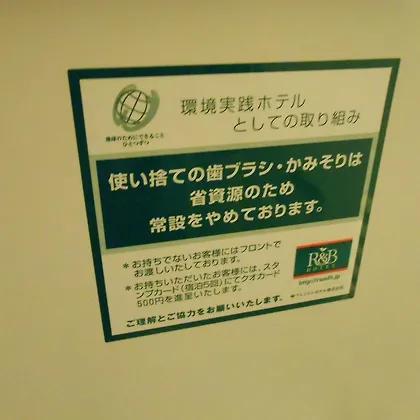 環境実践ホテル
としての取り組み
地球のためにできること
ひとつずつ
使い捨ての歯ブラシ・かみそりは
省資源のため
常設をやめております。
＊お持ちでないお客様にはフロントで
お渡しいたしております。
＊お持ちいただいたお客様には、スタ
ンプカード(宿泊5回)にてクオカード
500円を進呈いたします。
R&B
HOTEL
ご理解とご協力をお願いいたします。